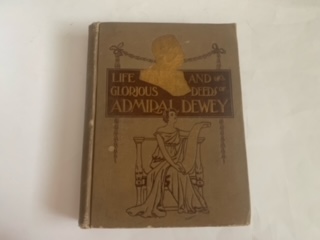 LIFE AND
GLORIOUS DEEDS OF
ADMIRAL DEWEY